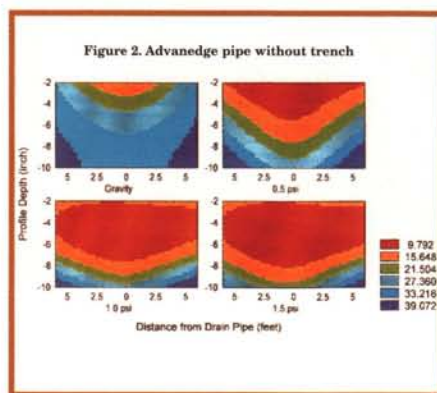 Figure 2. Advanedge pipe without trench
Profile Depth (inch)
-2
-4
-6
-8
-10
5 2.5 0 2.5 5
Gravity
-2
-4
-6
-8
-10
5 2.5 0 2.5 5
0.5 psi
-2
-4
-6
-8
-10
5 2.5 0 2.5 5
1.0 psi
-2
-4
-6
-8
-10
5 2.5 0 2.5 5
1.5 psi
Distance from Drain Pipe (feet)
9.792
15.648
21.504
27.360
33.216
39.072